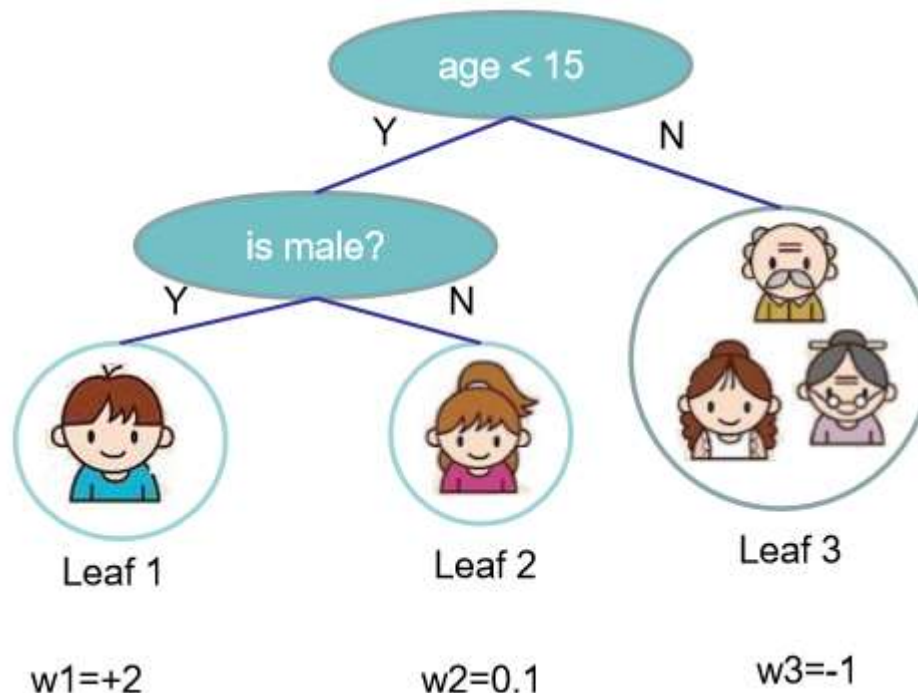 age < 15
Y
N
is male?
Y
N
Leaf 1
Leaf 2
Leaf 3
w1=+2
w2=0.1
w3=-1